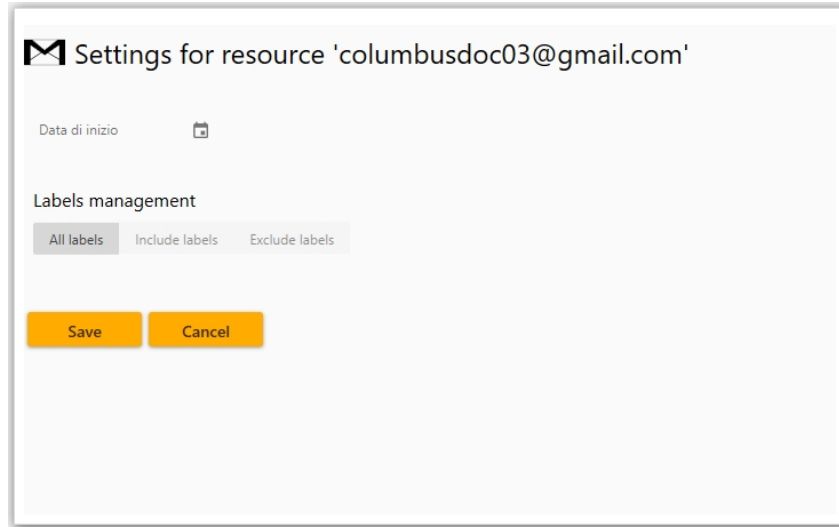 Settings for resource 'columbusdoc03@gmail.com'
Data di inizio
Labels management
All labels Include labels Exclude labels
Save Cancel